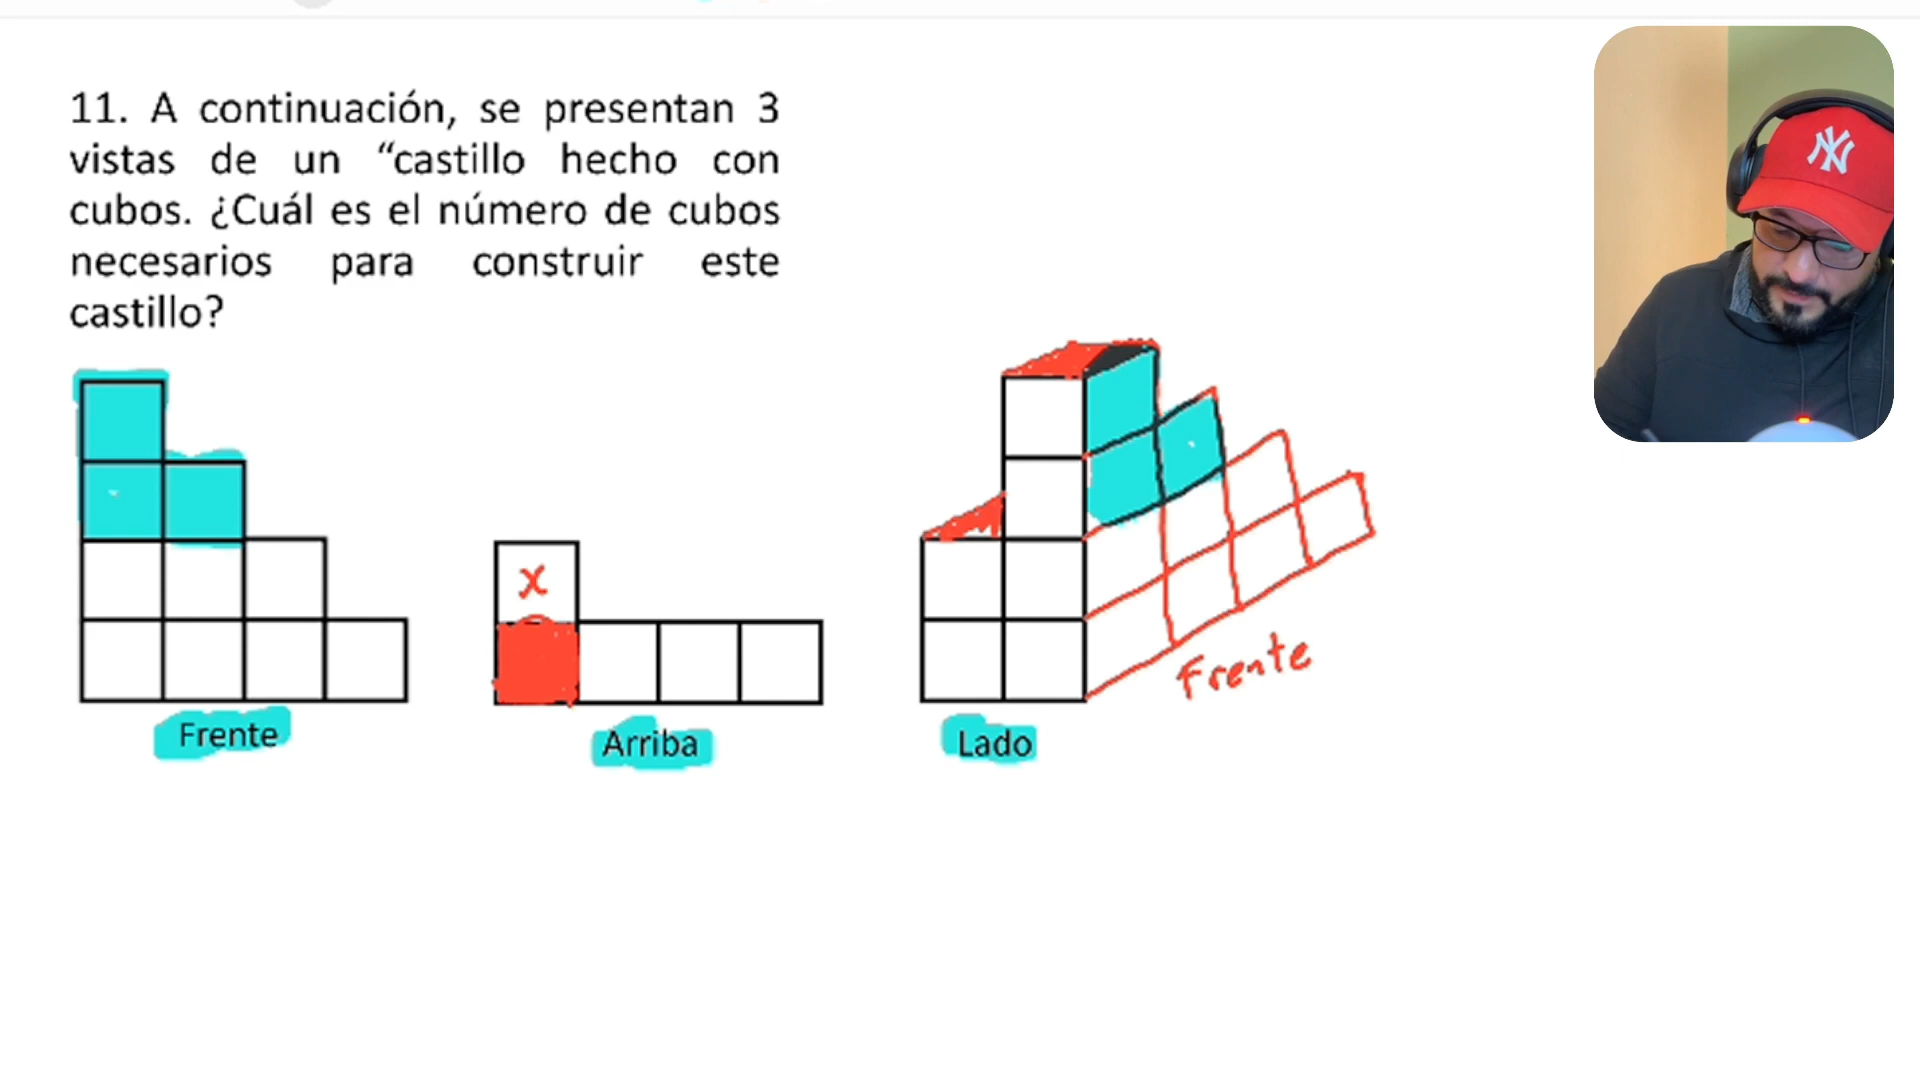 11. A continuación, se presentan 3
vistas de un “castillo hecho con
cubos. ¿Cuál es el número de cubos
necesarios para construir este
castillo?
x
Frente
Frente
Arriba
Lado
NY